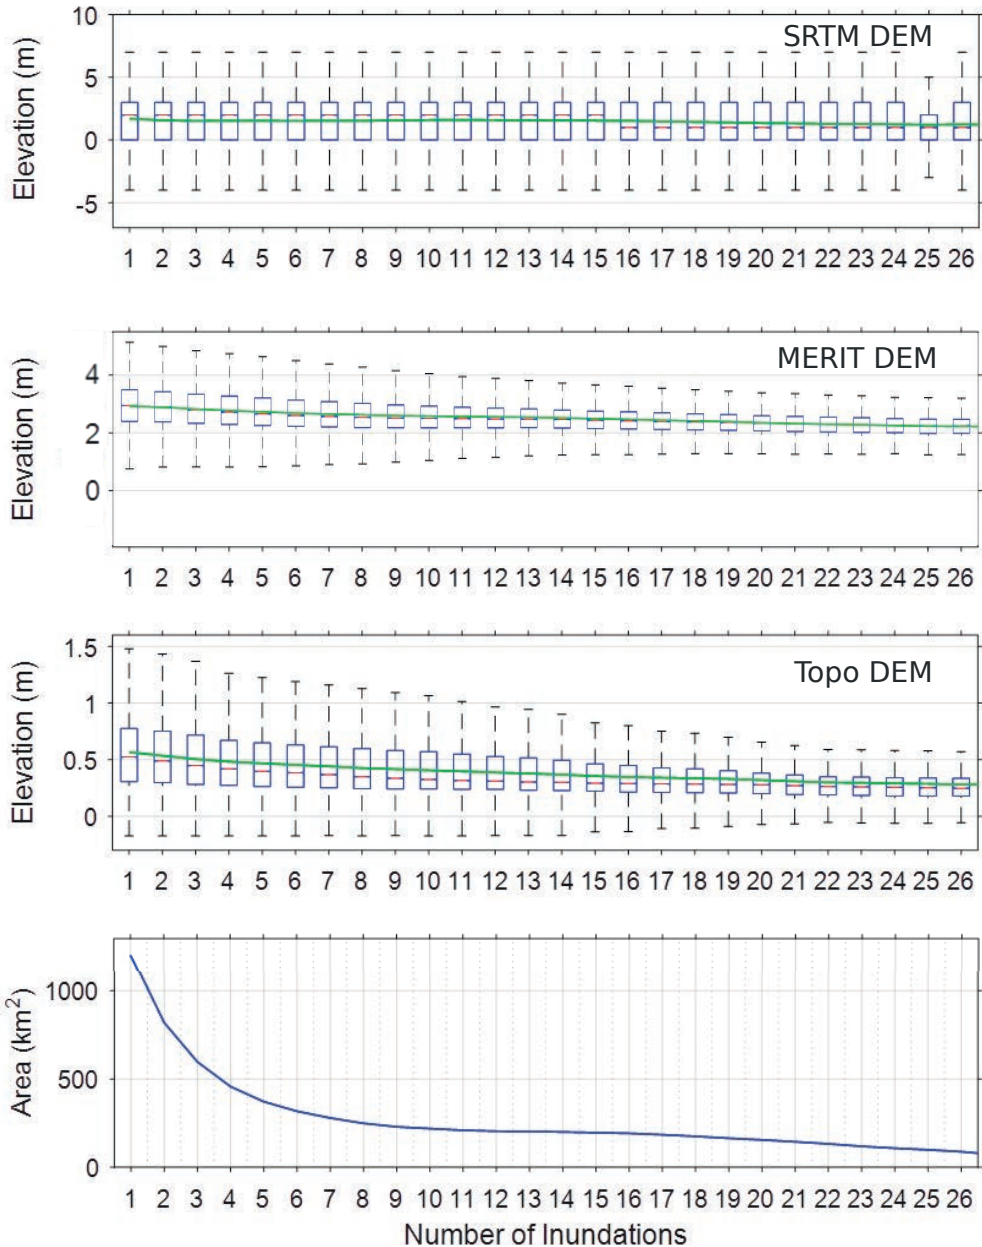 SRTM DEM
Elevation (m)
10
5
0
-5
1 2 3 4 5 6 7 8 9 10 11 12 13 14 15 16 17 18 19 20 21 22 23 24 25 26
MERIT DEM
Elevation (m)
4
2
0
1 2 3 4 5 6 7 8 9 10 11 12 13 14 15 16 17 18 19 20 21 22 23 24 25 26
Topo DEM
Elevation (m)
1.5
1
0.5
0
1 2 3 4 5 6 7 8 9 10 11 12 13 14 15 16 17 18 19 20 21 22 23 24 25 26
Area (km²)
1000
500
0
1 2 3 4 5 6 7 8 9 10 11 12 13 14 15 16 17 18 19 20 21 22 23 24 25 26
Number of Inundations